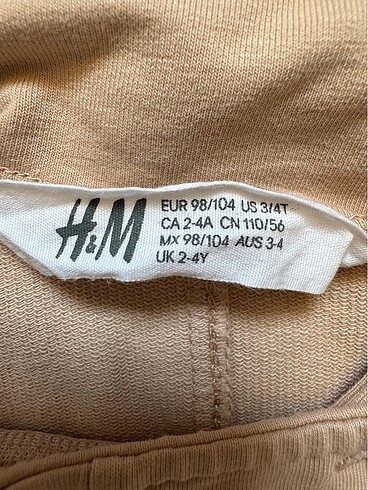 H&M
EUR 98/104 US 3/4T
CA 2-4A CN 110/56
MX 98/104 AUS 3-4
UK 2-4Y